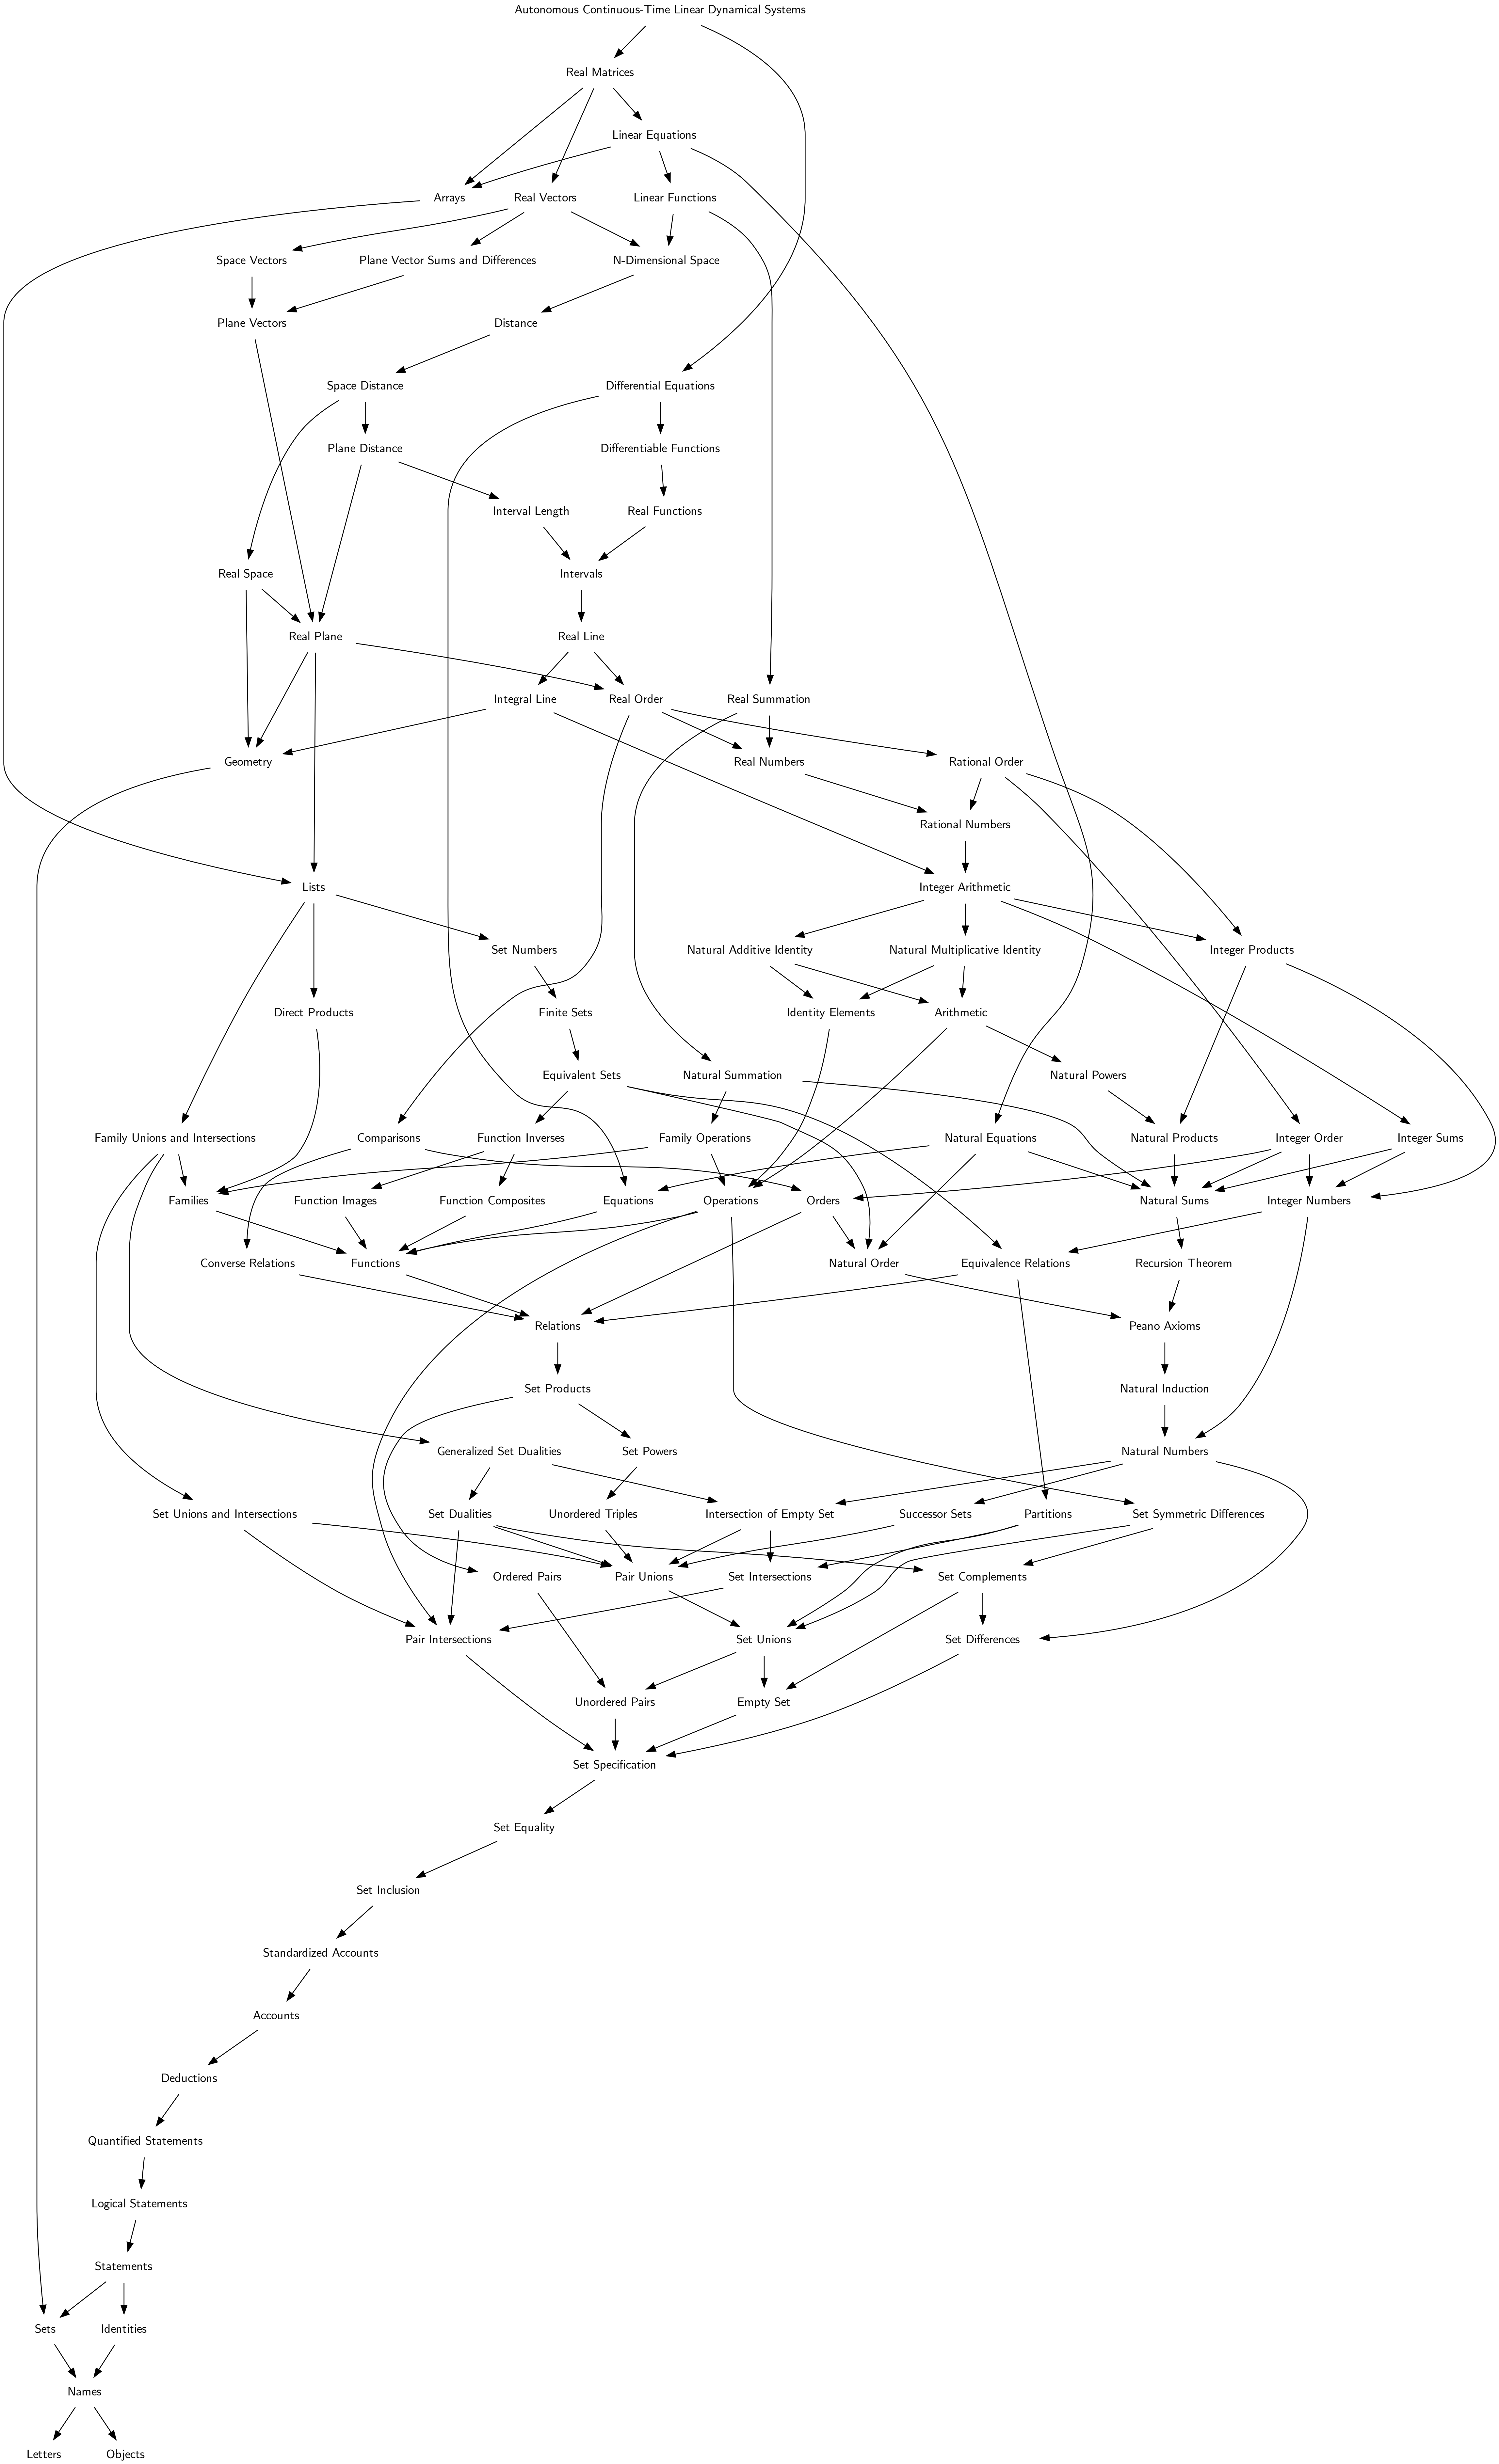 Autonomous Continuous-Time Linear Dynamical Systems
Real Matrices
Linear Equations
Arrays
Real Vectors
Linear Functions
Space Vectors
Plane Vector Sums and Differences
N-Dimensional Space
Plane Vectors
Distance
Space Distance
Differential Equations
Plane Distance
Differentiable Functions
Interval Length
Real Functions
Real Space
Intervals
Real Plane
Real Line
Integral Line
Real Order
Real Summation
Geometry
Real Numbers
Rational Order
Rational Numbers
Lists
Integer Arithmetic
Set Numbers
Natural Additive Identity
Natural Multiplicative Identity
Integer Products
Direct Products
Finite Sets
Identity Elements
Arithmetic
Equivalent Sets
Natural Summation
Natural Powers
Family Unions and Intersections
Comparisons
Function Inverses
Family Operations
Natural Equations
Natural Products
Integer Order
Integer Sums
Families
Function Images
Function Composites
Equations
Operations
Orders
Natural Sums
Integer Numbers
Converse Relations
Functions
Natural Order
Equivalence Relations
Recursion Theorem
Relations
Peano Axioms
Set Products
Natural Induction
Generalized Set Dualities
Set Powers
Natural Numbers
Set Unions and Intersections
Set Dualities
Unordered Triples
Intersection of Empty Set
Successor Sets
Partitions
Set Symmetric Differences
Ordered Pairs
Pair Unions
Set Intersections
Set Complements
Pair Intersections
Set Unions
Set Differences
Unordered Pairs
Empty Set
Set Specification
Set Equality
Set Inclusion
Standardized Accounts
Accounts
Deductions
Quantified Statements
Logical Statements
Statements
Sets
Identities
Names
Letters
Objects